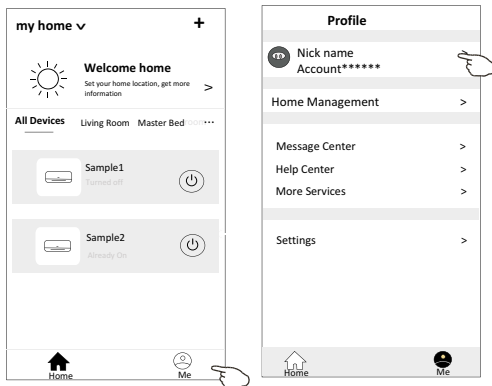 my home
+
Welcome home
Set your home location, get more
information
>
All Devices Living Room Master Bedroom ···
Sample1
Turned off
Sample2
Already On
Home
Me
Profile
Nick name
Account******
Home Management >
Message Center >
Help Center >
More Services >
Settings >
Home
Me